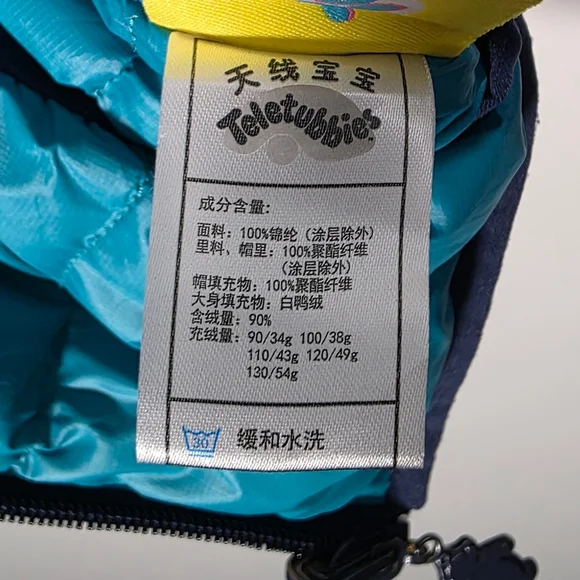 天线宝宝
Teletubbies
成分含量:
面料: 100%锦纶 (涂层除外)
里料、帽里: 100%聚酯纤维
(涂层除外)
帽填充物: 100%聚酯纤维
大身填充物: 白鸭绒
含绒量: 90%
充绒量: 90/34g 100/38g
110/43g 120/49g
130/54g
30 缓和水洗